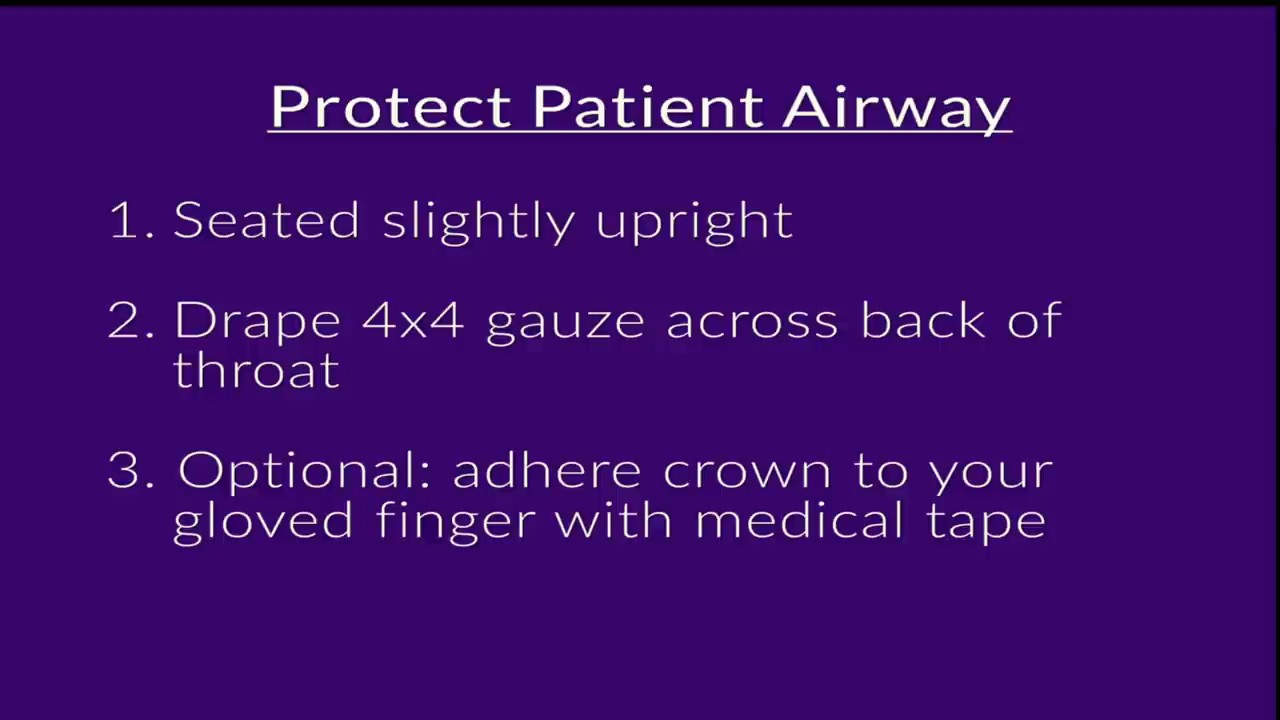 Protect Patient Airway
1. Seated slightly upright
2. Drape 4x4 gauze across back of
throat
3. Optional: adhere crown to your
gloved finger with medical tape